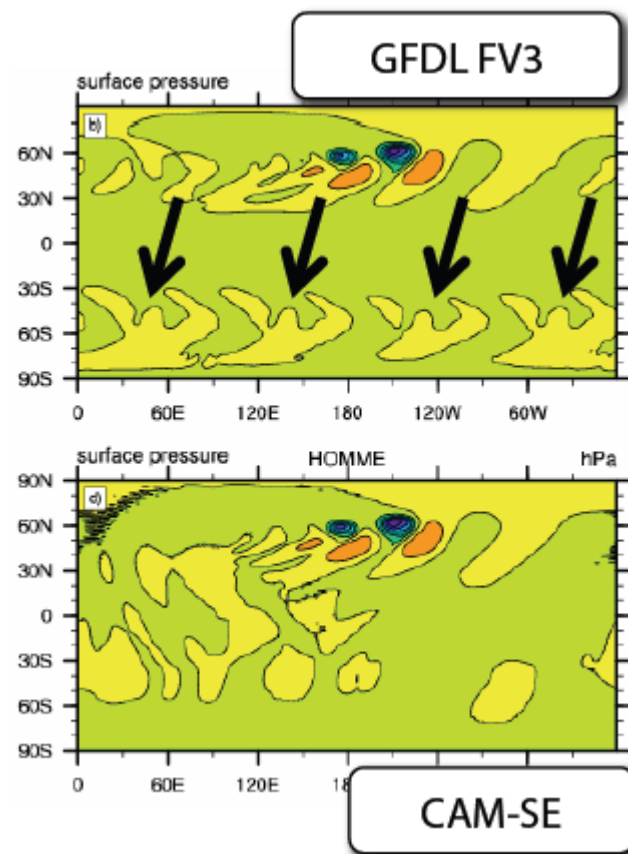 GFDL FV3
surface pressure
b)
60N
30N
0
30S
60S
90S
0 60E 120E 180 120W 60W
surface pressure HOMME hPa
d)
90N
60N
30N
0
30S
60S
90S
0 60E 120E
CAM-SE